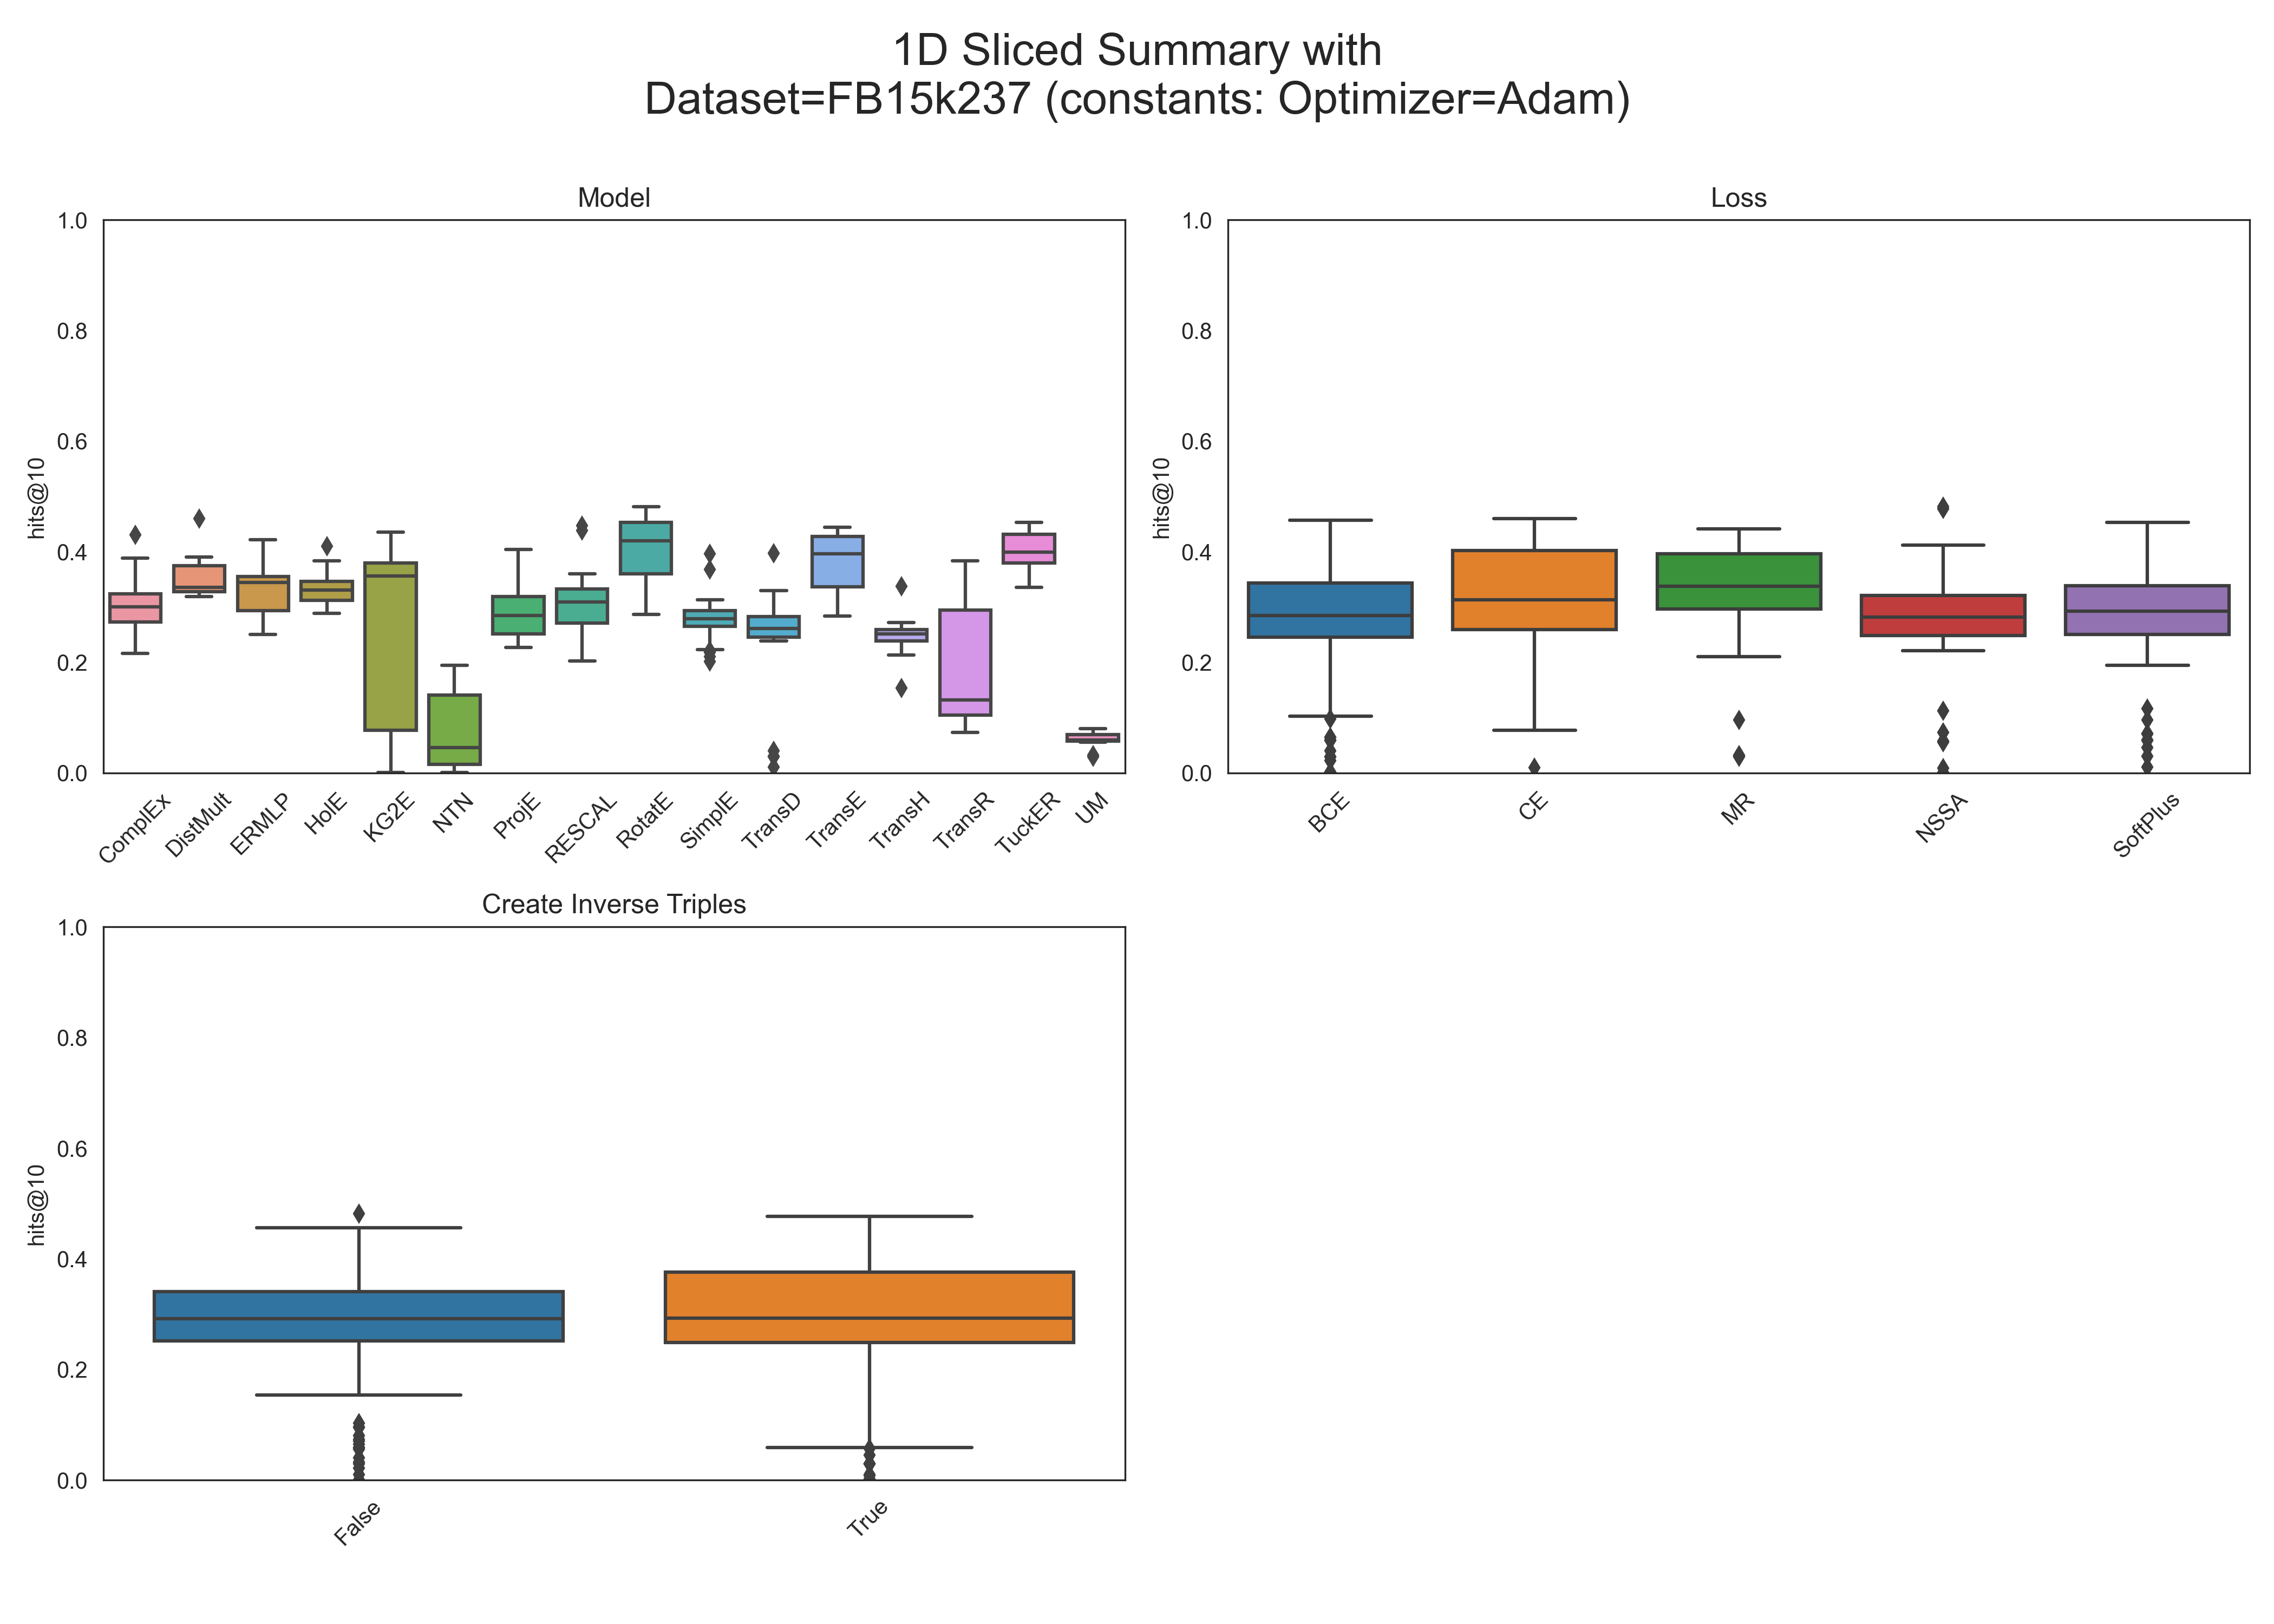 1D Sliced Summary with
Dataset=FB15k237 (constants: Optimizer=Adam)
Model
1.0
0.8
0.6
0.4
0.2
0.0
hits@10
ComplEx
DistMult
ERMLP
HolE
KG2E
NTN
ProjE
RESCAL
RotatE
SimplE
TransD
TransE
TransH
TransR
TuckER
UM
Loss
1.0
0.8
0.6
0.4
0.2
0.0
hits@10
BCE
CE
MR
NSSA
SoftPlus
Create Inverse Triples
1.0
0.8
0.6
0.4
0.2
0.0
hits@10
False
True